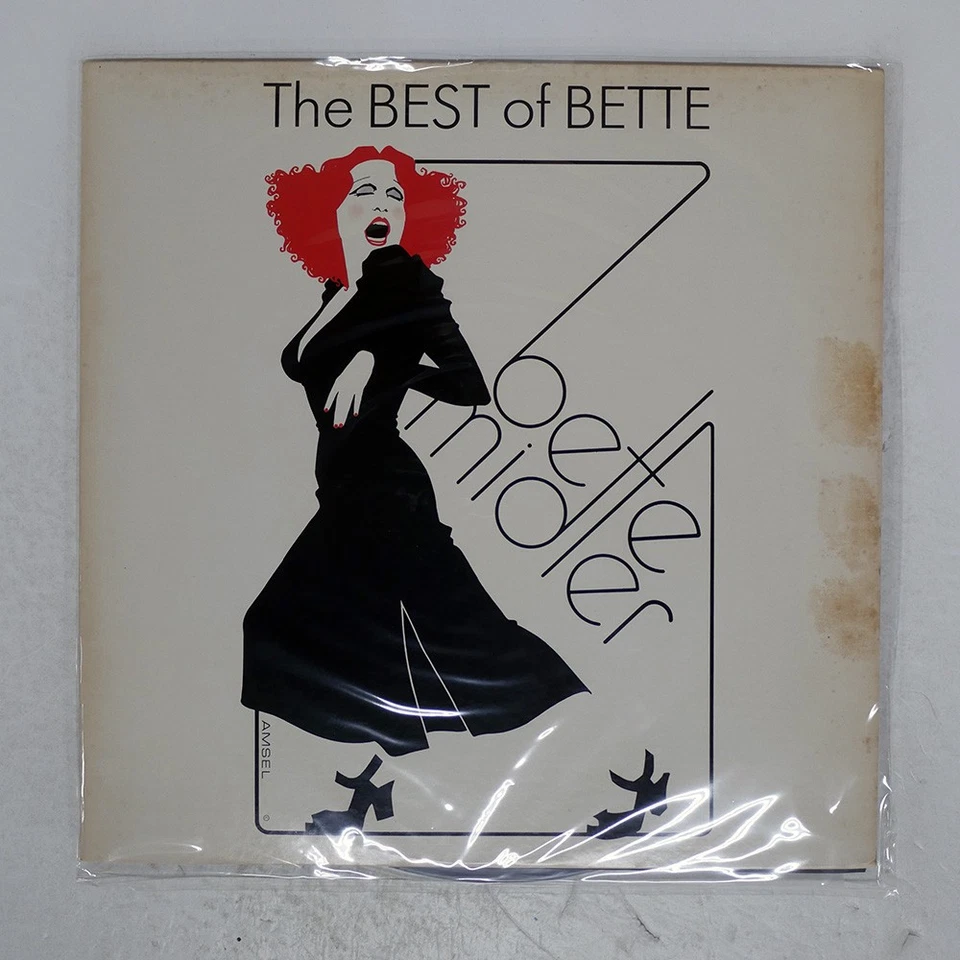 The BEST of BETTE
bette
midler
AMSEL
©